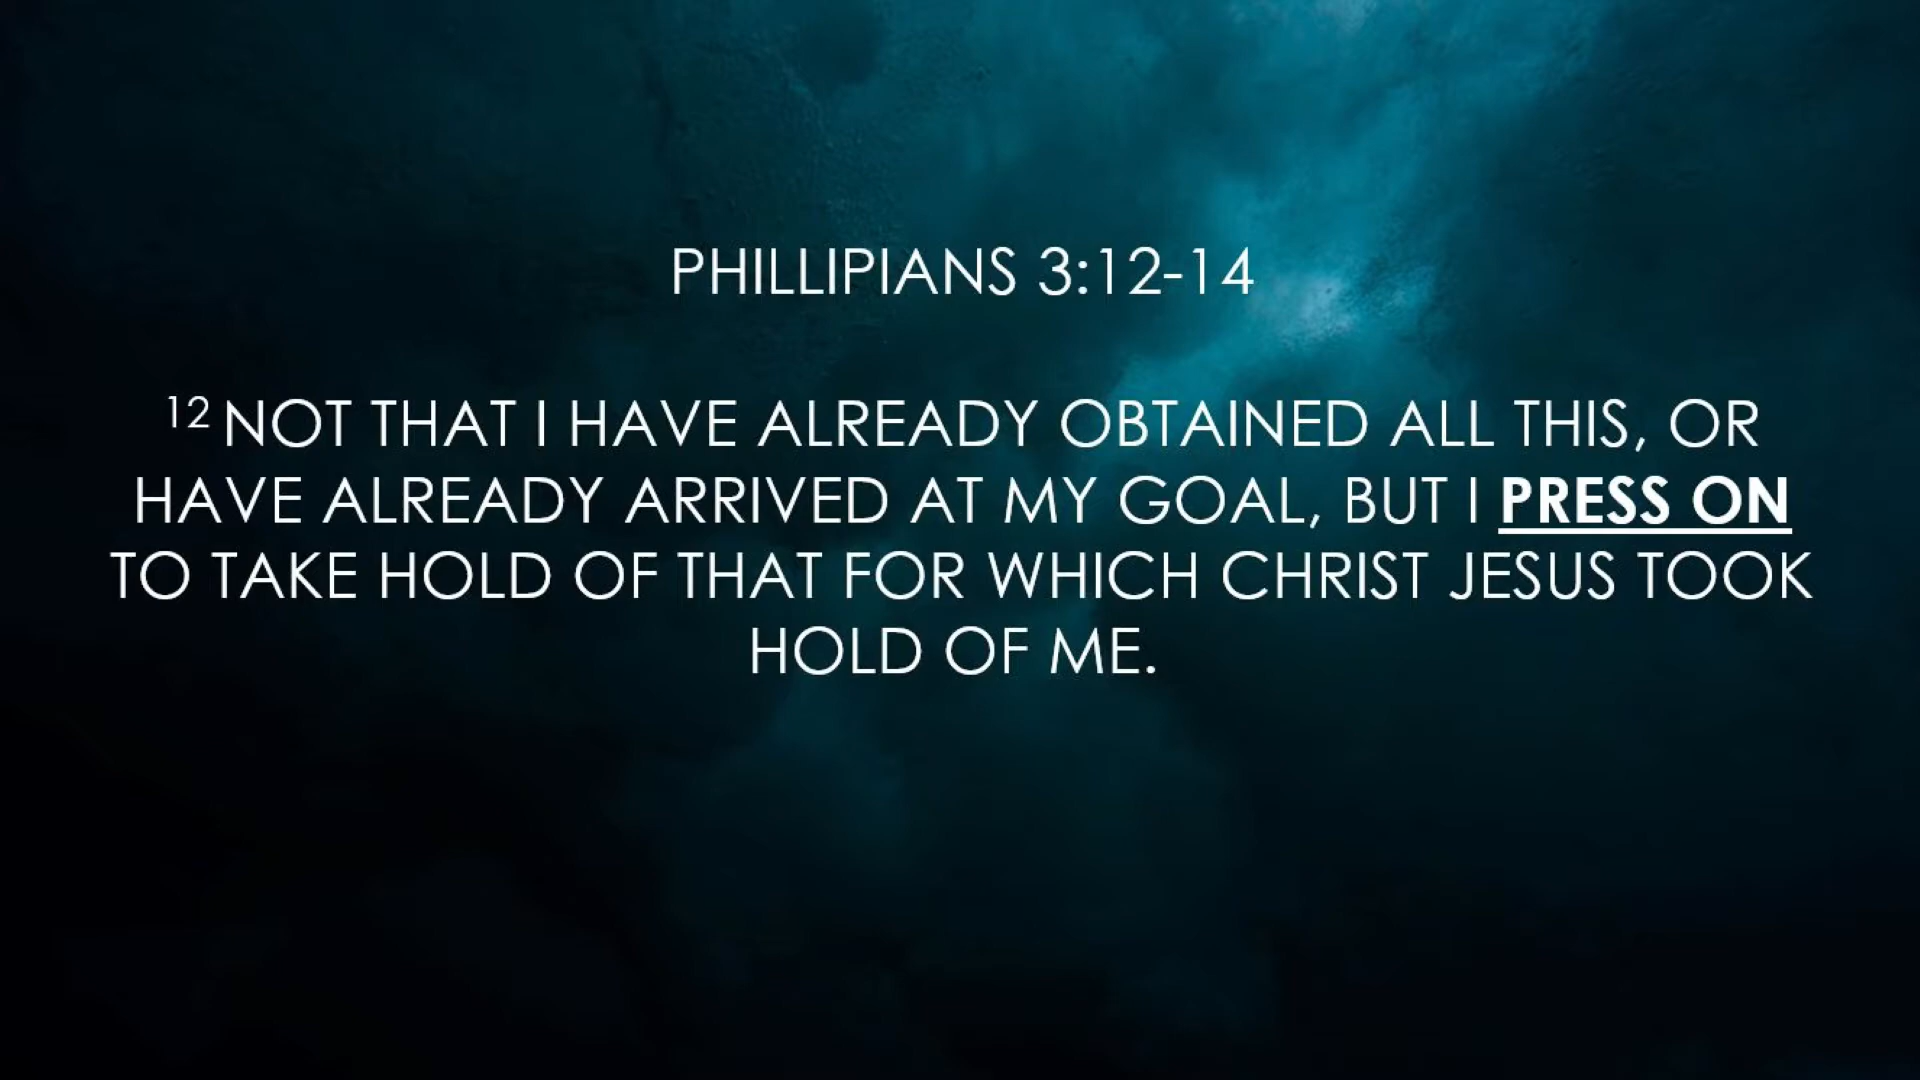 PHILLIPIANS 3:12-14
12 NOT THAT I HAVE ALREADY OBTAINED ALL THIS, OR
HAVE ALREADY ARRIVED AT MY GOAL, BUT I PRESS ON
TO TAKE HOLD OF THAT FOR WHICH CHRIST JESUS TOOK
HOLD OF ME.